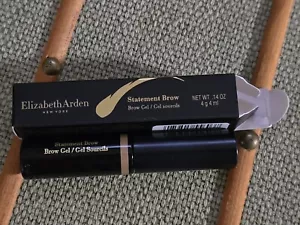 Elizabeth Arden
NEW YORK
Statement Brow
Brow Gel / Gel sourcils
NET WT. .14 OZ
4 g 4 ml
Statement Brow
Brow Gel / Gel Sourcils